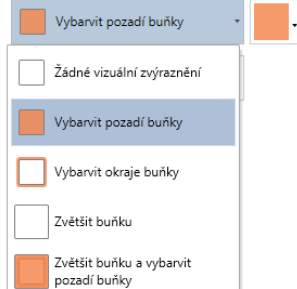 Vybarvit pozadí buňky
Žádné vizuální zvýraznění
Vybarvit pozadí buňky
Vybarvit okraje buňky
Zvětšit buňku
Zvětšit buňku a vybarvit
pozadí buňky